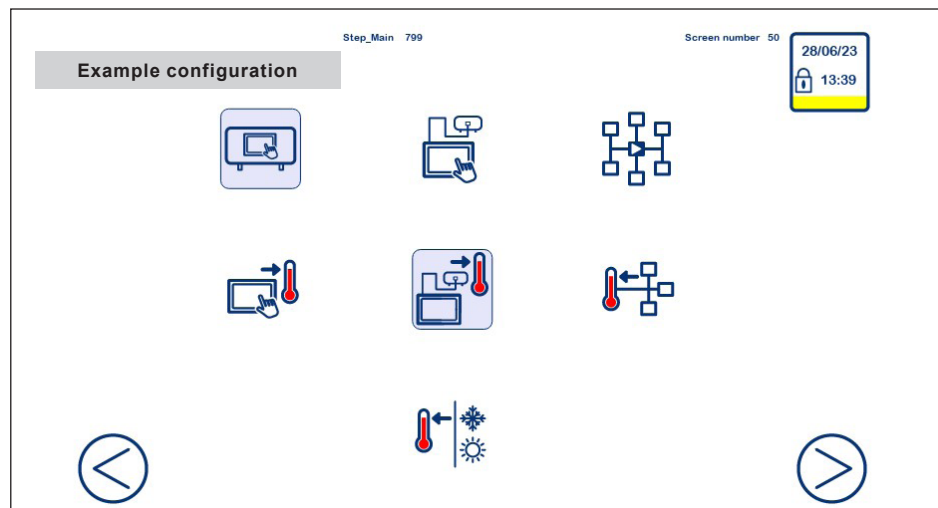 Step_Main 799
Screen number 50
28/06/23
13:39
Example configuration